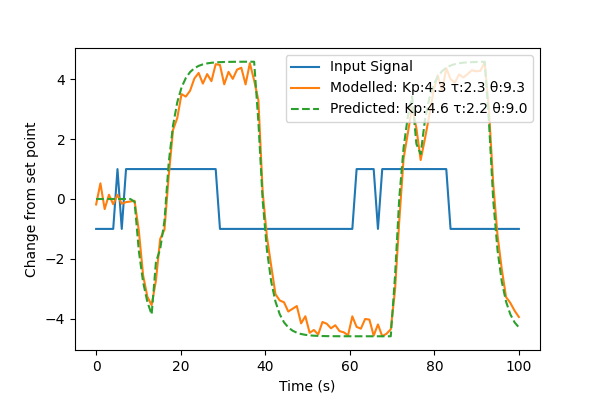 Input Signal
Modelled: Kp:4.3 τ:2.3 θ:9.3
Predicted: Kp:4.6 τ:2.2 θ:9.0
Change from set point
4
2
0
−2
−4
0 20 40 60 80 100
Time (s)